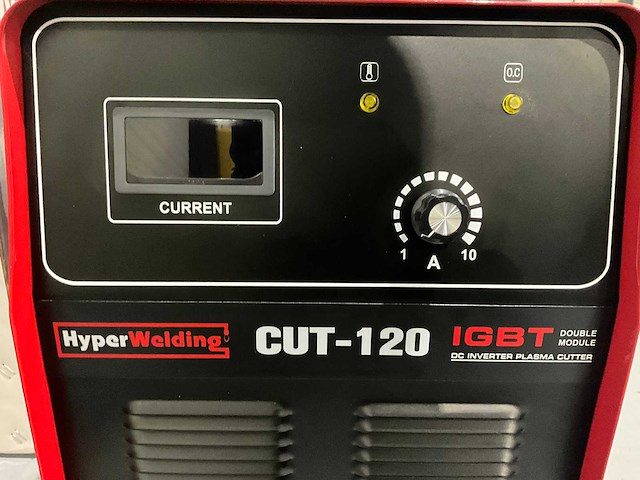 O.C
CURRENT
1 A 10
HyperWelding
CUT-120
IGBT DOUBLE MODULE
DC INVERTER PLASMA CUTTER